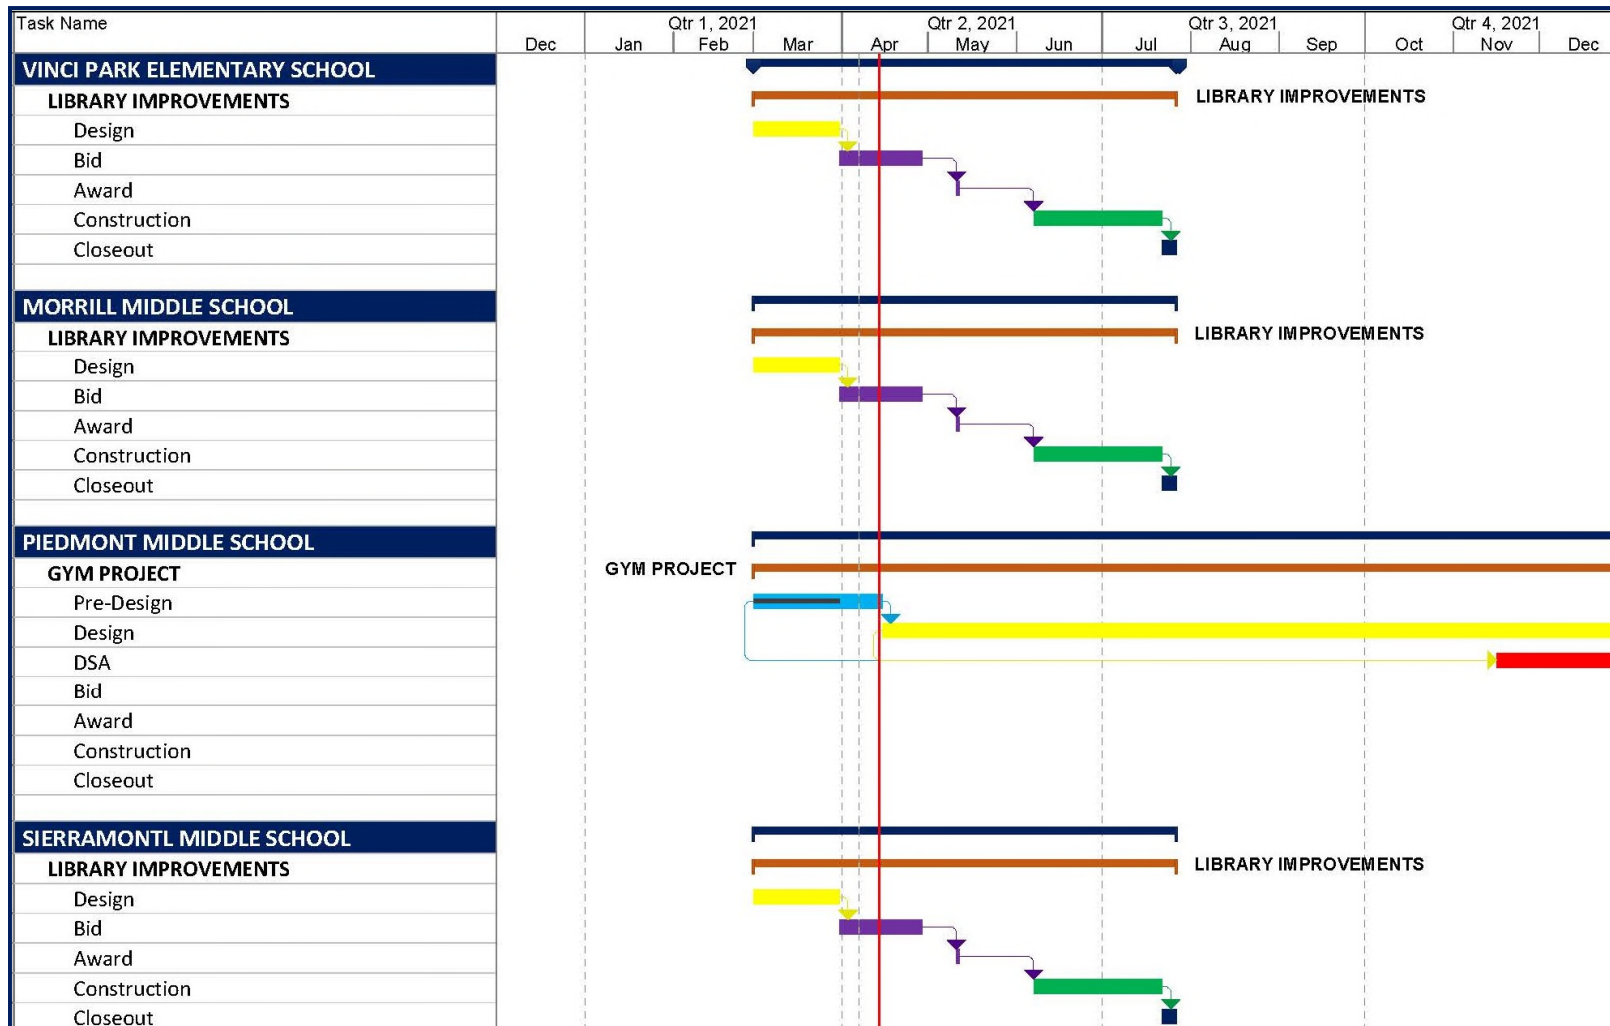 Task Name
Qtr 1, 2021 Qtr 2, 2021 Qtr 3, 2021 Qtr 4, 2021
Dec Jan Feb Mar Apr May Jun Jul Aug Sep Oct Nov Dec
VINCI PARK ELEMENTARY SCHOOL
LIBRARY IMPROVEMENTS LIBRARY IMPROVEMENTS
Design
Bid
Award
Construction
Closeout
MORRILL MIDDLE SCHOOL
LIBRARY IMPROVEMENTS LIBRARY IMPROVEMENTS
Design
Bid
Award
Construction
Closeout
PIEDMONT MIDDLE SCHOOL
GYM PROJECT GYM PROJECT
Pre-Design
Design
DSA
Bid
Award
Construction
Closeout
SIERRAMONTL MIDDLE SCHOOL
LIBRARY IMPROVEMENTS LIBRARY IMPROVEMENTS
Design
Bid
Award
Construction
Closeout